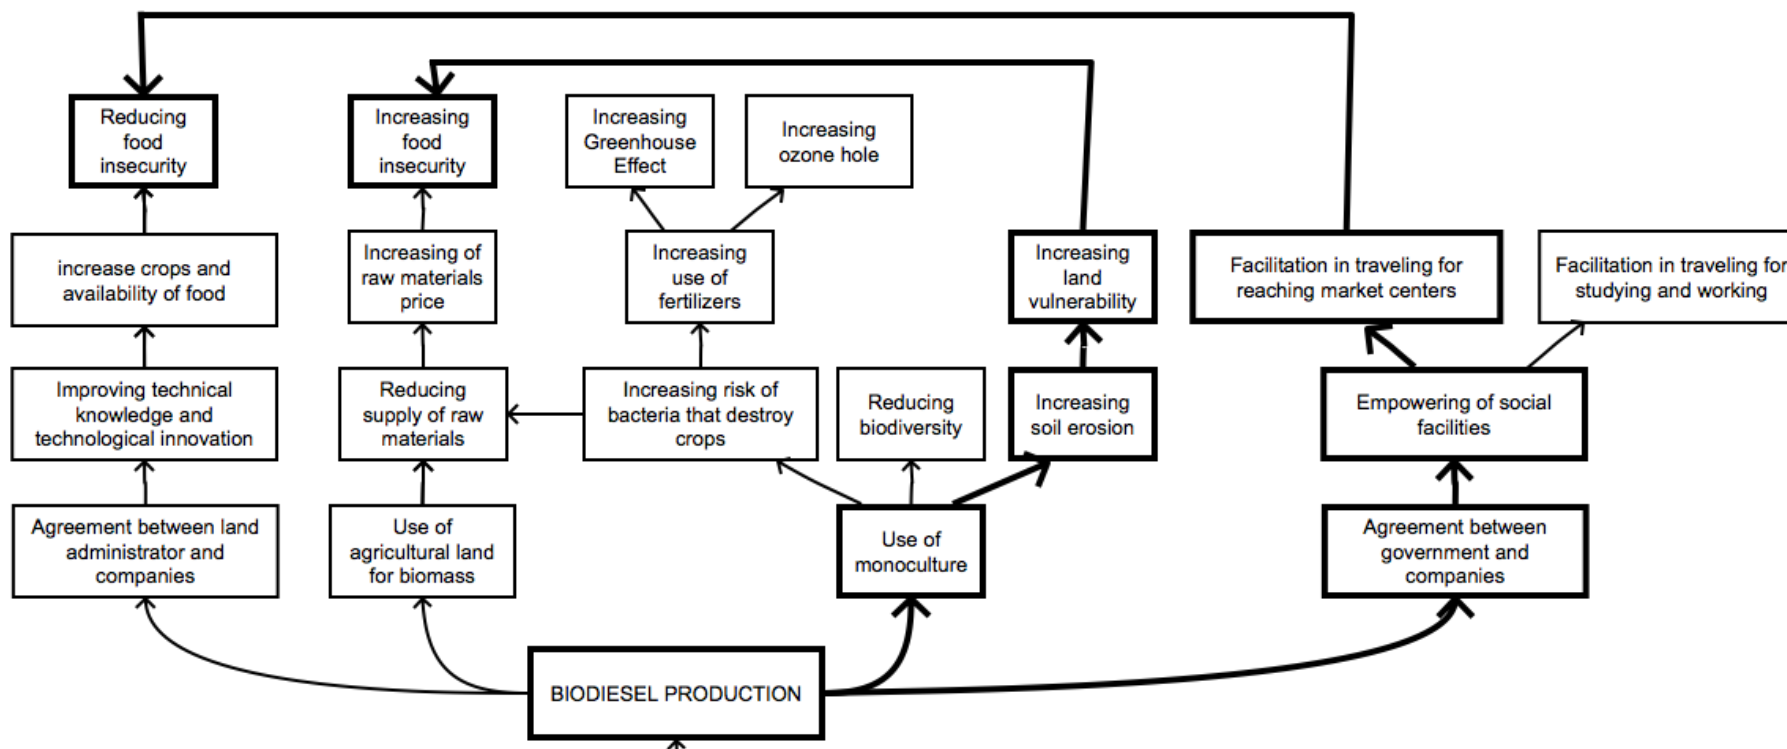 Reducing
food
insecurity
Increasing
food
insecurity
Increasing
Greenhouse
Effect
Increasing
ozone hole
increase crops and
availability of food
Increasing of
raw materials
price
Increasing
use of
fertilizers
Increasing
land
vulnerability
Facilitation in traveling for
reaching market centers
Facilitation in traveling for
studying and working
Improving technical
knowledge and
technological innovation
Reducing
supply of raw
materials
Increasing risk of
bacteria that destroy
crops
Reducing
biodiversity
Increasing
soil erosion
Empowering of social
facilities
Agreement between land
administrator and
companies
Use of
agricultural land
for biomass
Use of
monoculture
Agreement between
government and
companies
BIODIESEL PRODUCTION